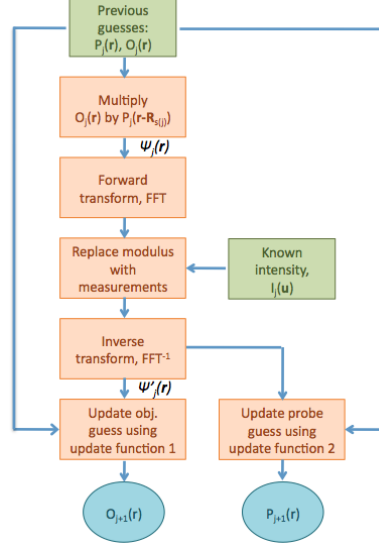 Previous
guesses:
Pⱼ(r), Oⱼ(r)
Multiply
Oⱼ(r) by Pⱼ(r-Rₛ₍ⱼ₎)
Ψⱼ(r)
Forward
transform, FFT
Replace modulus
with
measurements
Known
intensity,
Iⱼ(u)
Inverse
transform, FFT⁻¹
Ψ'ⱼ(r)
Update obj.
guess using
update function 1
Update probe
guess using
update function 2
Oⱼ₊₁(r)
Pⱼ₊₁(r)